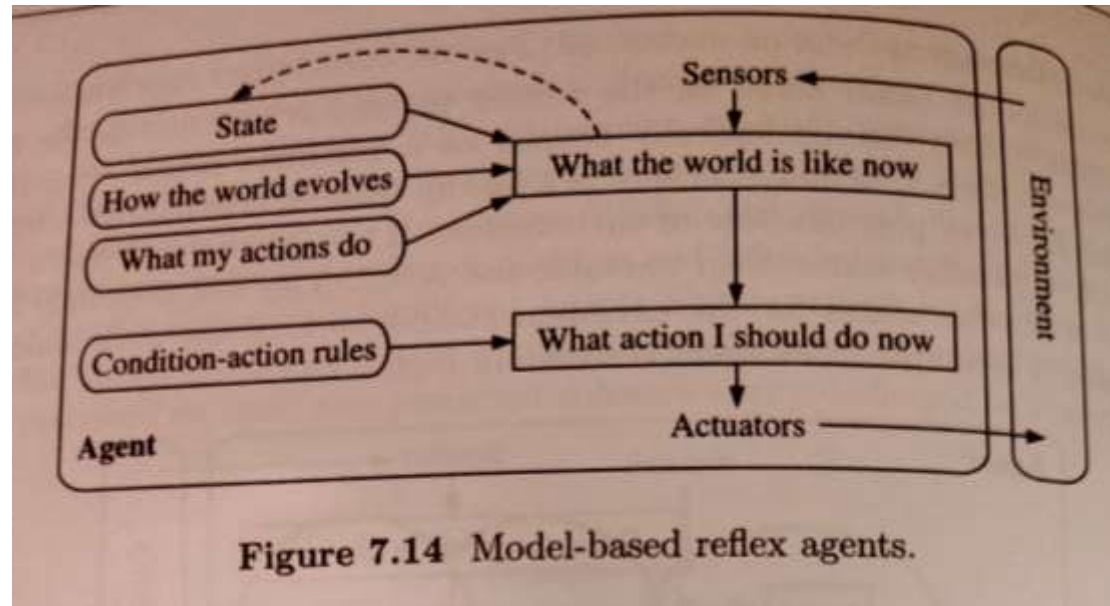 Sensors
State
What the world is like now
How the world evolves
What my actions do
Environment
Condition-action rules
What action I should do now
Actuators
Agent
Figure 7.14 Model-based reflex agents.